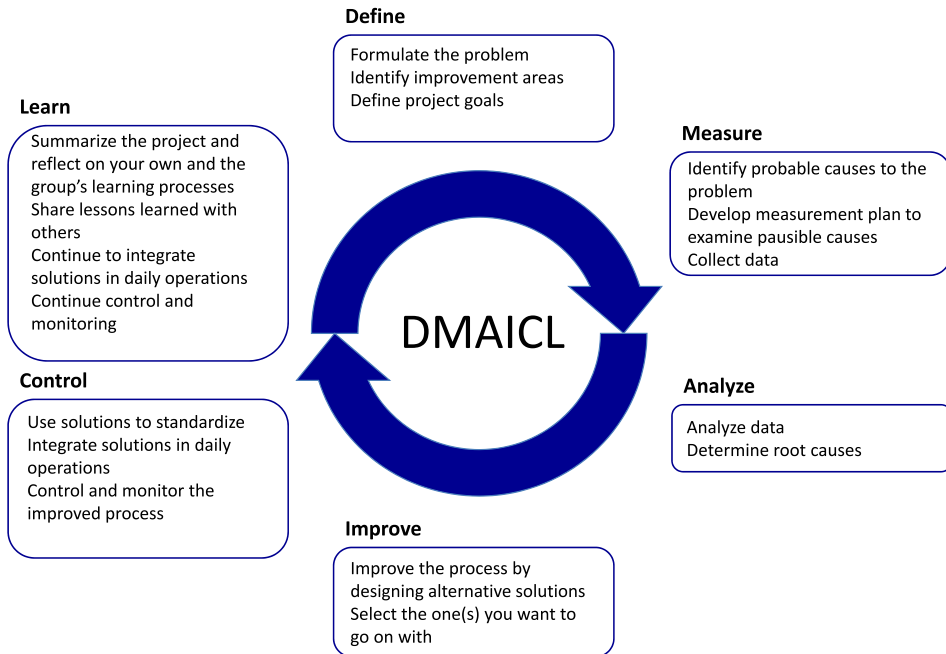 Define
Formulate the problem
Identify improvement areas
Define project goals
Measure
Identify probable causes to the
problem
Develop measurement plan to
examine pausible causes
Collect data
Analyze
Analyze data
Determine root causes
Improve
Improve the process by
designing alternative solutions
Select the one(s) you want to
go on with
Control
Use solutions to standardize
Integrate solutions in daily
operations
Control and monitor the
improved process
Learn
Summarize the project and
reflect on your own and the
group’s learning processes
Share lessons learned with
others
Continue to integrate
solutions in daily operations
Continue control and
monitoring
DMAICL